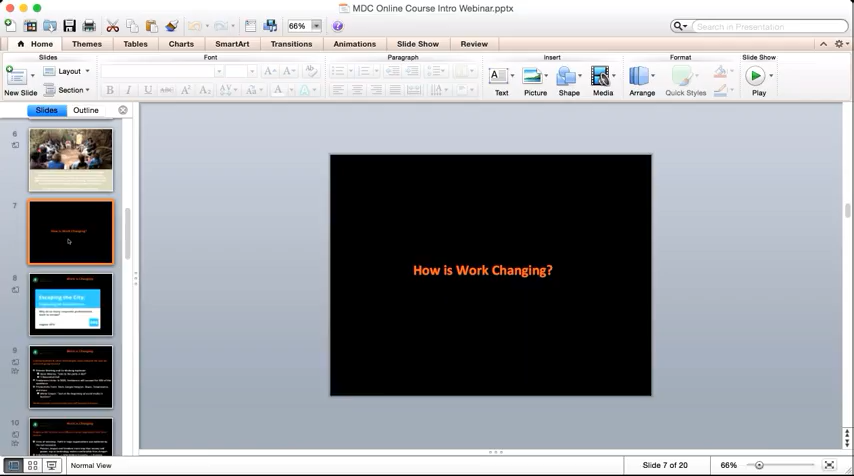 MDC Online Course Intro Webinar.pptx
66%
Search in Presentation
Home
Themes
Tables
Charts
SmartArt
Transitions
Animations
Slide Show
Review
Slides
Font
Paragraph
Insert
Format
Slide Show
New Slide
Layout
Section
B I U ABC A² A₂
Text
Picture
Shape
Media
Arrange
Quick Styles
Play
Slides
Outline
6
7
How is Work Changing?
8
Work is Changing
Escaping the City:
9
Work is Changing
10
Work is Changing
How is Work Changing?
Normal View
Slide 7 of 20
66%